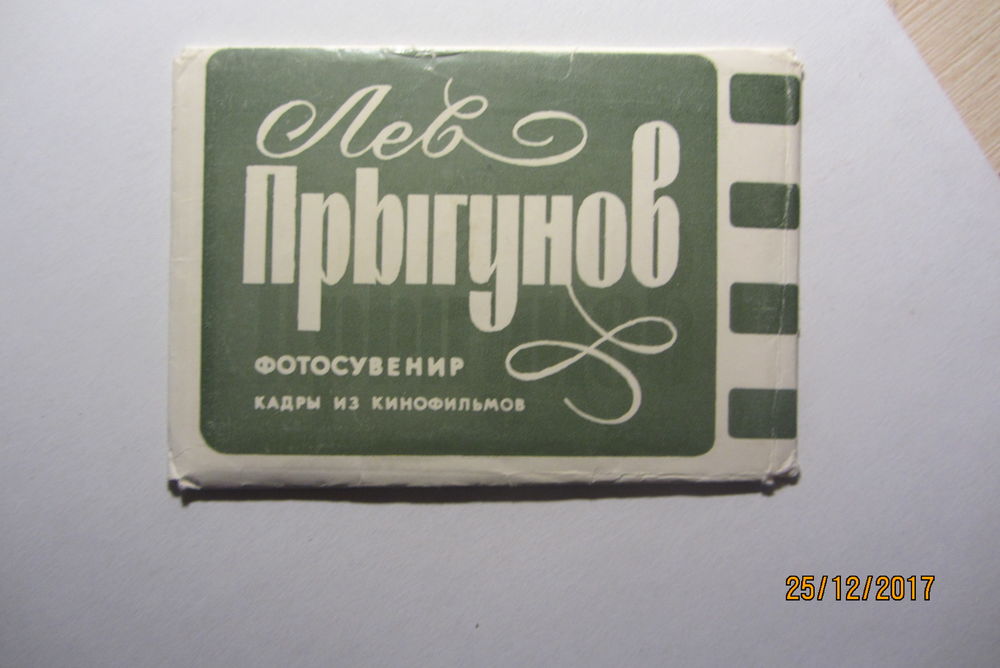 Лев
Прыгунов
ФОТОСУВЕНИР
КАДРЫ ИЗ КИНОФИЛЬМОВ
25/12/2017